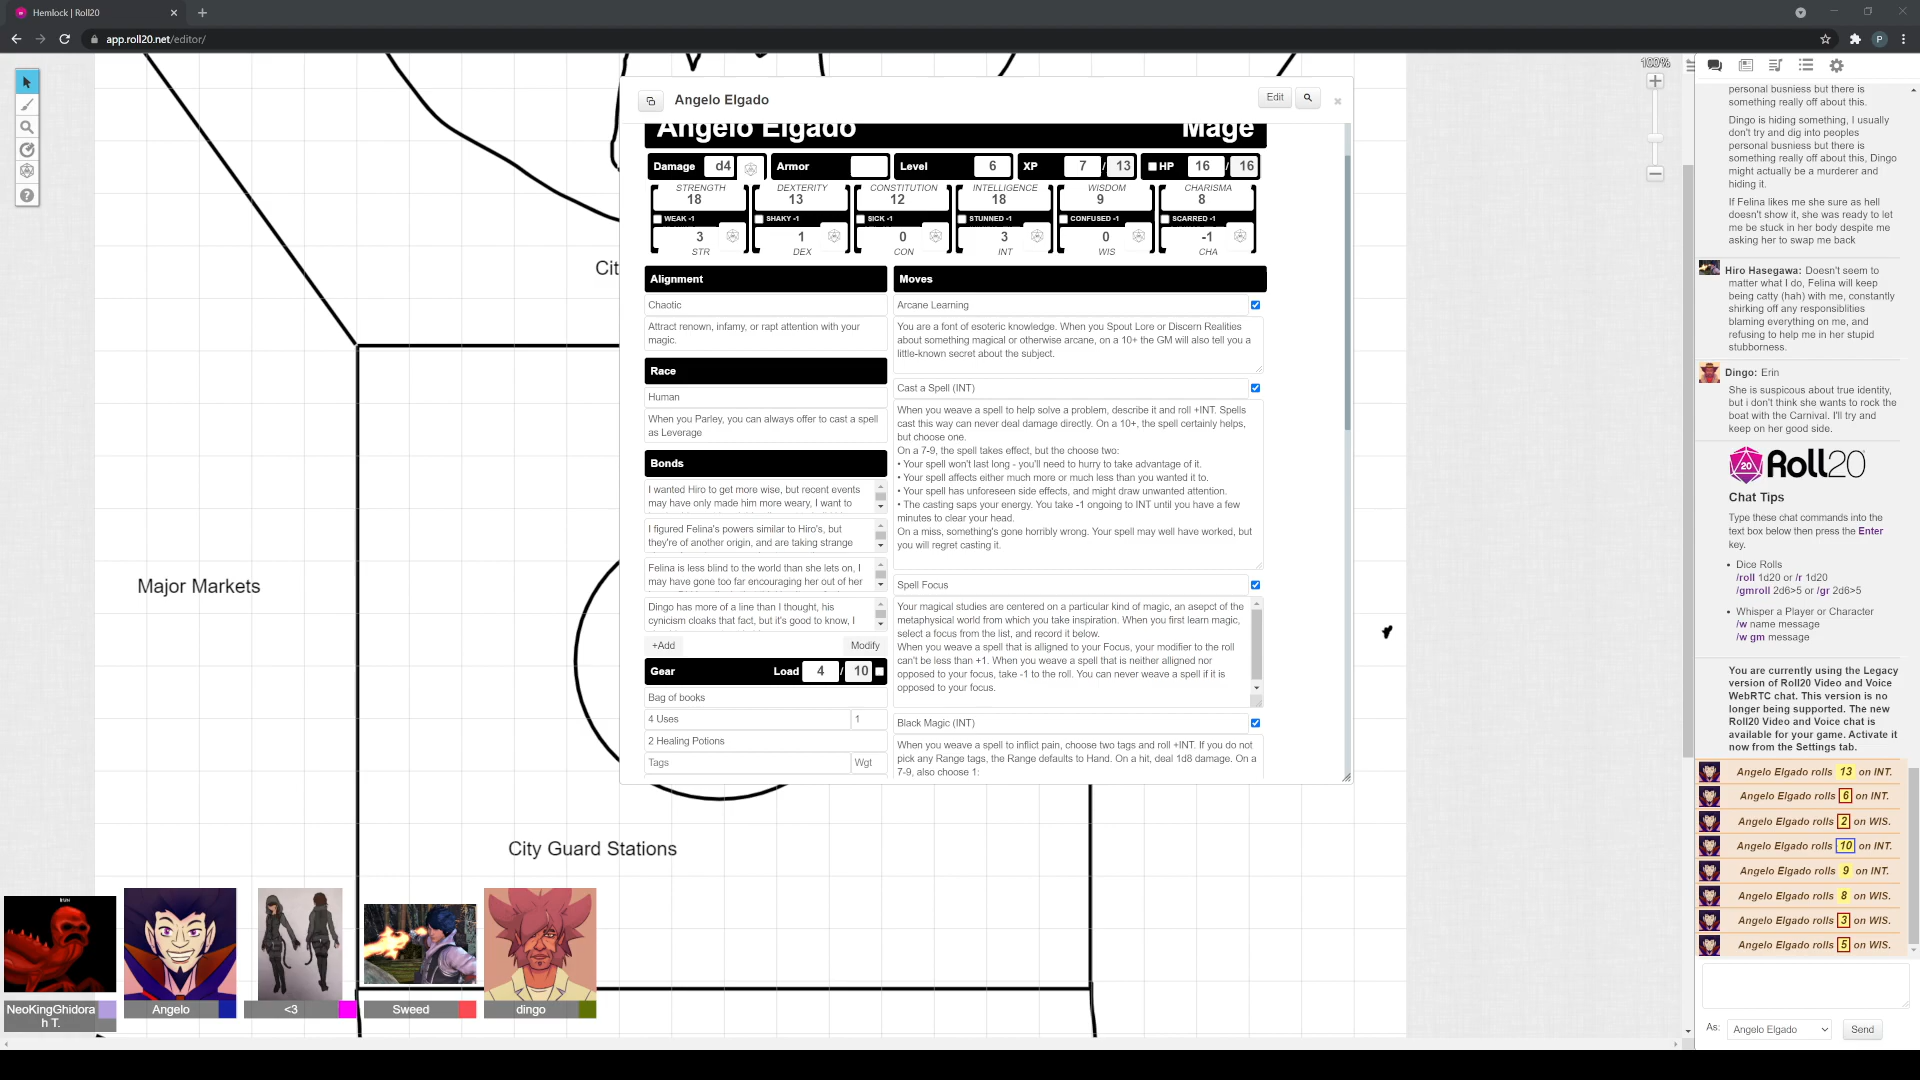 Hemlock | Roll20
app.roll20.net/editor/
100%
Angelo Elgado
Edit
Angelo Elgado
Mage
Damage d4
Armor
Level 6
XP 7 / 13
HP 16 / 16
STRENGTH DEXTERITY CONSTITUTION INTELLIGENCE WISDOM CHARISMA
18 13 12 18 9 8
WEAK -1 SHAKY -1 SICK -1 STUNNED -1 CONFUSED -1 SCARRED -1
3 1 0 3 0 -1
STR DEX CON INT WIS CHA
Alignment
Chaotic
Attract renown, infamy, or rapt attention with your
magic.
Race
Human
When you Parley, you can always offer to cast a spell
as Leverage
Bonds
I wanted Hiro to get more wise, but recent events
may have only made him more weary, I want to
I figured Felina's powers similar to Hiro's, but
they're of another origin, and are taking strange
Felina is less blind to the world than she lets on, I
may have gone too far encouraging her out of her
Dingo has more of a line than I thought, his
cynicism cloaks that fact, but it's good to know, I
+Add
Modify
Gear
Load 4 / 10
Bag of books
4 Uses 1
2 Healing Potions
Tags Wgt
Moves
Arcane Learning
You are a font of esoteric knowledge. When you Spout Lore or Discern Realities
about something magical or otherwise arcane, on a 10+ the GM will also tell you a
little-known secret about the subject.
Cast a Spell (INT)
When you weave a spell to help solve a problem, describe it and roll +INT. Spells
cast this way can never deal damage directly. On a 10+, the spell certainly helps,
but choose one.
On a 7-9, the spell takes effect, but the choose two:
• Your spell won't last long - you'll need to hurry to take advantage of it.
• Your spell affects either much more or much less than you wanted it to.
• Your spell has unforeseen side effects, and might draw unwanted attention.
• The casting saps your energy. You take -1 ongoing to INT until you have a few
minutes to clear your head.
On a miss, something's gone horribly wrong. Your spell may well have worked, but
you will regret casting it.
Spell Focus
Your magical studies are centered on a particular kind of magic, an asepct of the
metaphysical world from which you take inspiration. When you first learn magic,
select a focus from the list, and record it below.
When you weave a spell that is alligned to your Focus, your modifier to the roll
can't be less than +1. When you weave a spell that is neither alligned nor
opposed to your focus, take -1 to the roll. You can never weave a spell if it is
opposed to your focus.
Black Magic (INT)
When you weave a spell to inflict pain, choose two tags and roll +INT. If you do not
pick any Range tags, the Range defaults to Hand. On a hit, deal 1d8 damage. On a
7-9, also choose 1:
Cit
Major Markets
City Guard Stations
RUN
NeoKingGhidora
h T.
Angelo
<3
Sweed
dingo
personal busniess but there is
something really off about this.
Dingo is hiding something, I usually
don't try and dig into peoples
personal busniess but there is
something really off about this, Dingo
might actually be a murderer and
hiding it.
If Felina likes me she sure as hell
doesn't show it, she was ready to let
me be stuck in her body despite me
asking her to swap me back
Hiro Hasegawa: Doesn't seem to
matter what I do, Felina will keep
being catty (hah) with me, constantly
shirking off any responsiblities
blaming everything on me, and
refusing to help me in her stupid
stubborness.
Dingo: Erin
She is suspicious about true identity,
but i don't think she wants to rock the
boat with the Carnival. I'll try and
keep on her good side.
20 Roll20
Chat Tips
Type these chat commands into the
text box below then press the Enter
key.
• Dice Rolls
/roll 1d20 or /r 1d20
/gmroll 2d6>5 or /gr 2d6>5
• Whisper a Player or Character
/w name message
/w gm message
You are currently using the Legacy
version of Roll20 Video and Voice
WebRTC chat. This version is no
longer being supported. The new
Roll20 Video and Voice chat is
available for your game. Activate it
now from the Settings tab.
Angelo Elgado rolls 13 on INT.
Angelo Elgado rolls 6 on INT.
Angelo Elgado rolls 2 on WIS.
Angelo Elgado rolls 10 on INT.
Angelo Elgado rolls 9 on INT.
Angelo Elgado rolls 8 on WIS.
Angelo Elgado rolls 3 on WIS.
Angelo Elgado rolls 5 on WIS.
As: Angelo Elgado Send